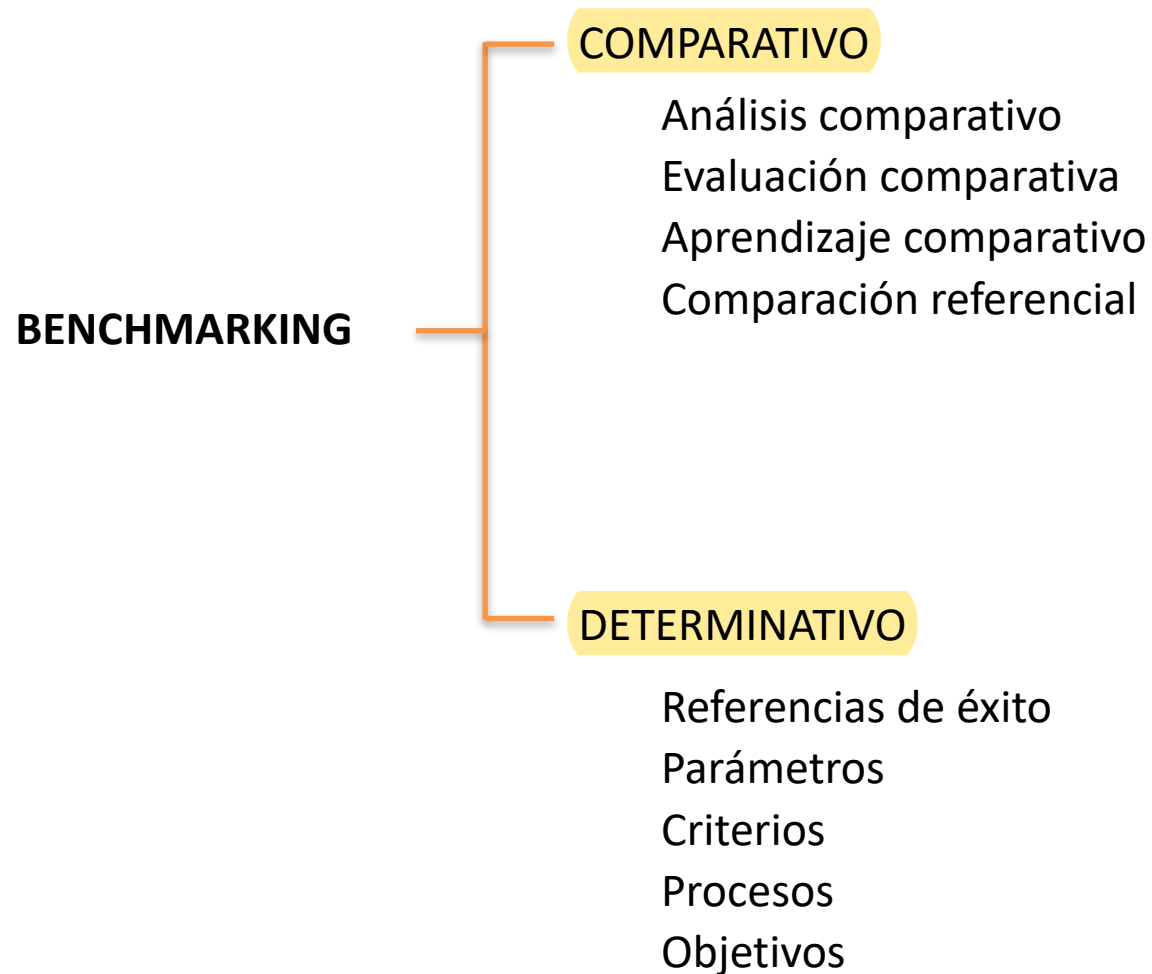 COMPARATIVO
Análisis comparativo
Evaluación comparativa
Aprendizaje comparativo
Comparación referencial
BENCHMARKING
DETERMINATIVO
Referencias de éxito
Parámetros
Criterios
Procesos
Objetivos